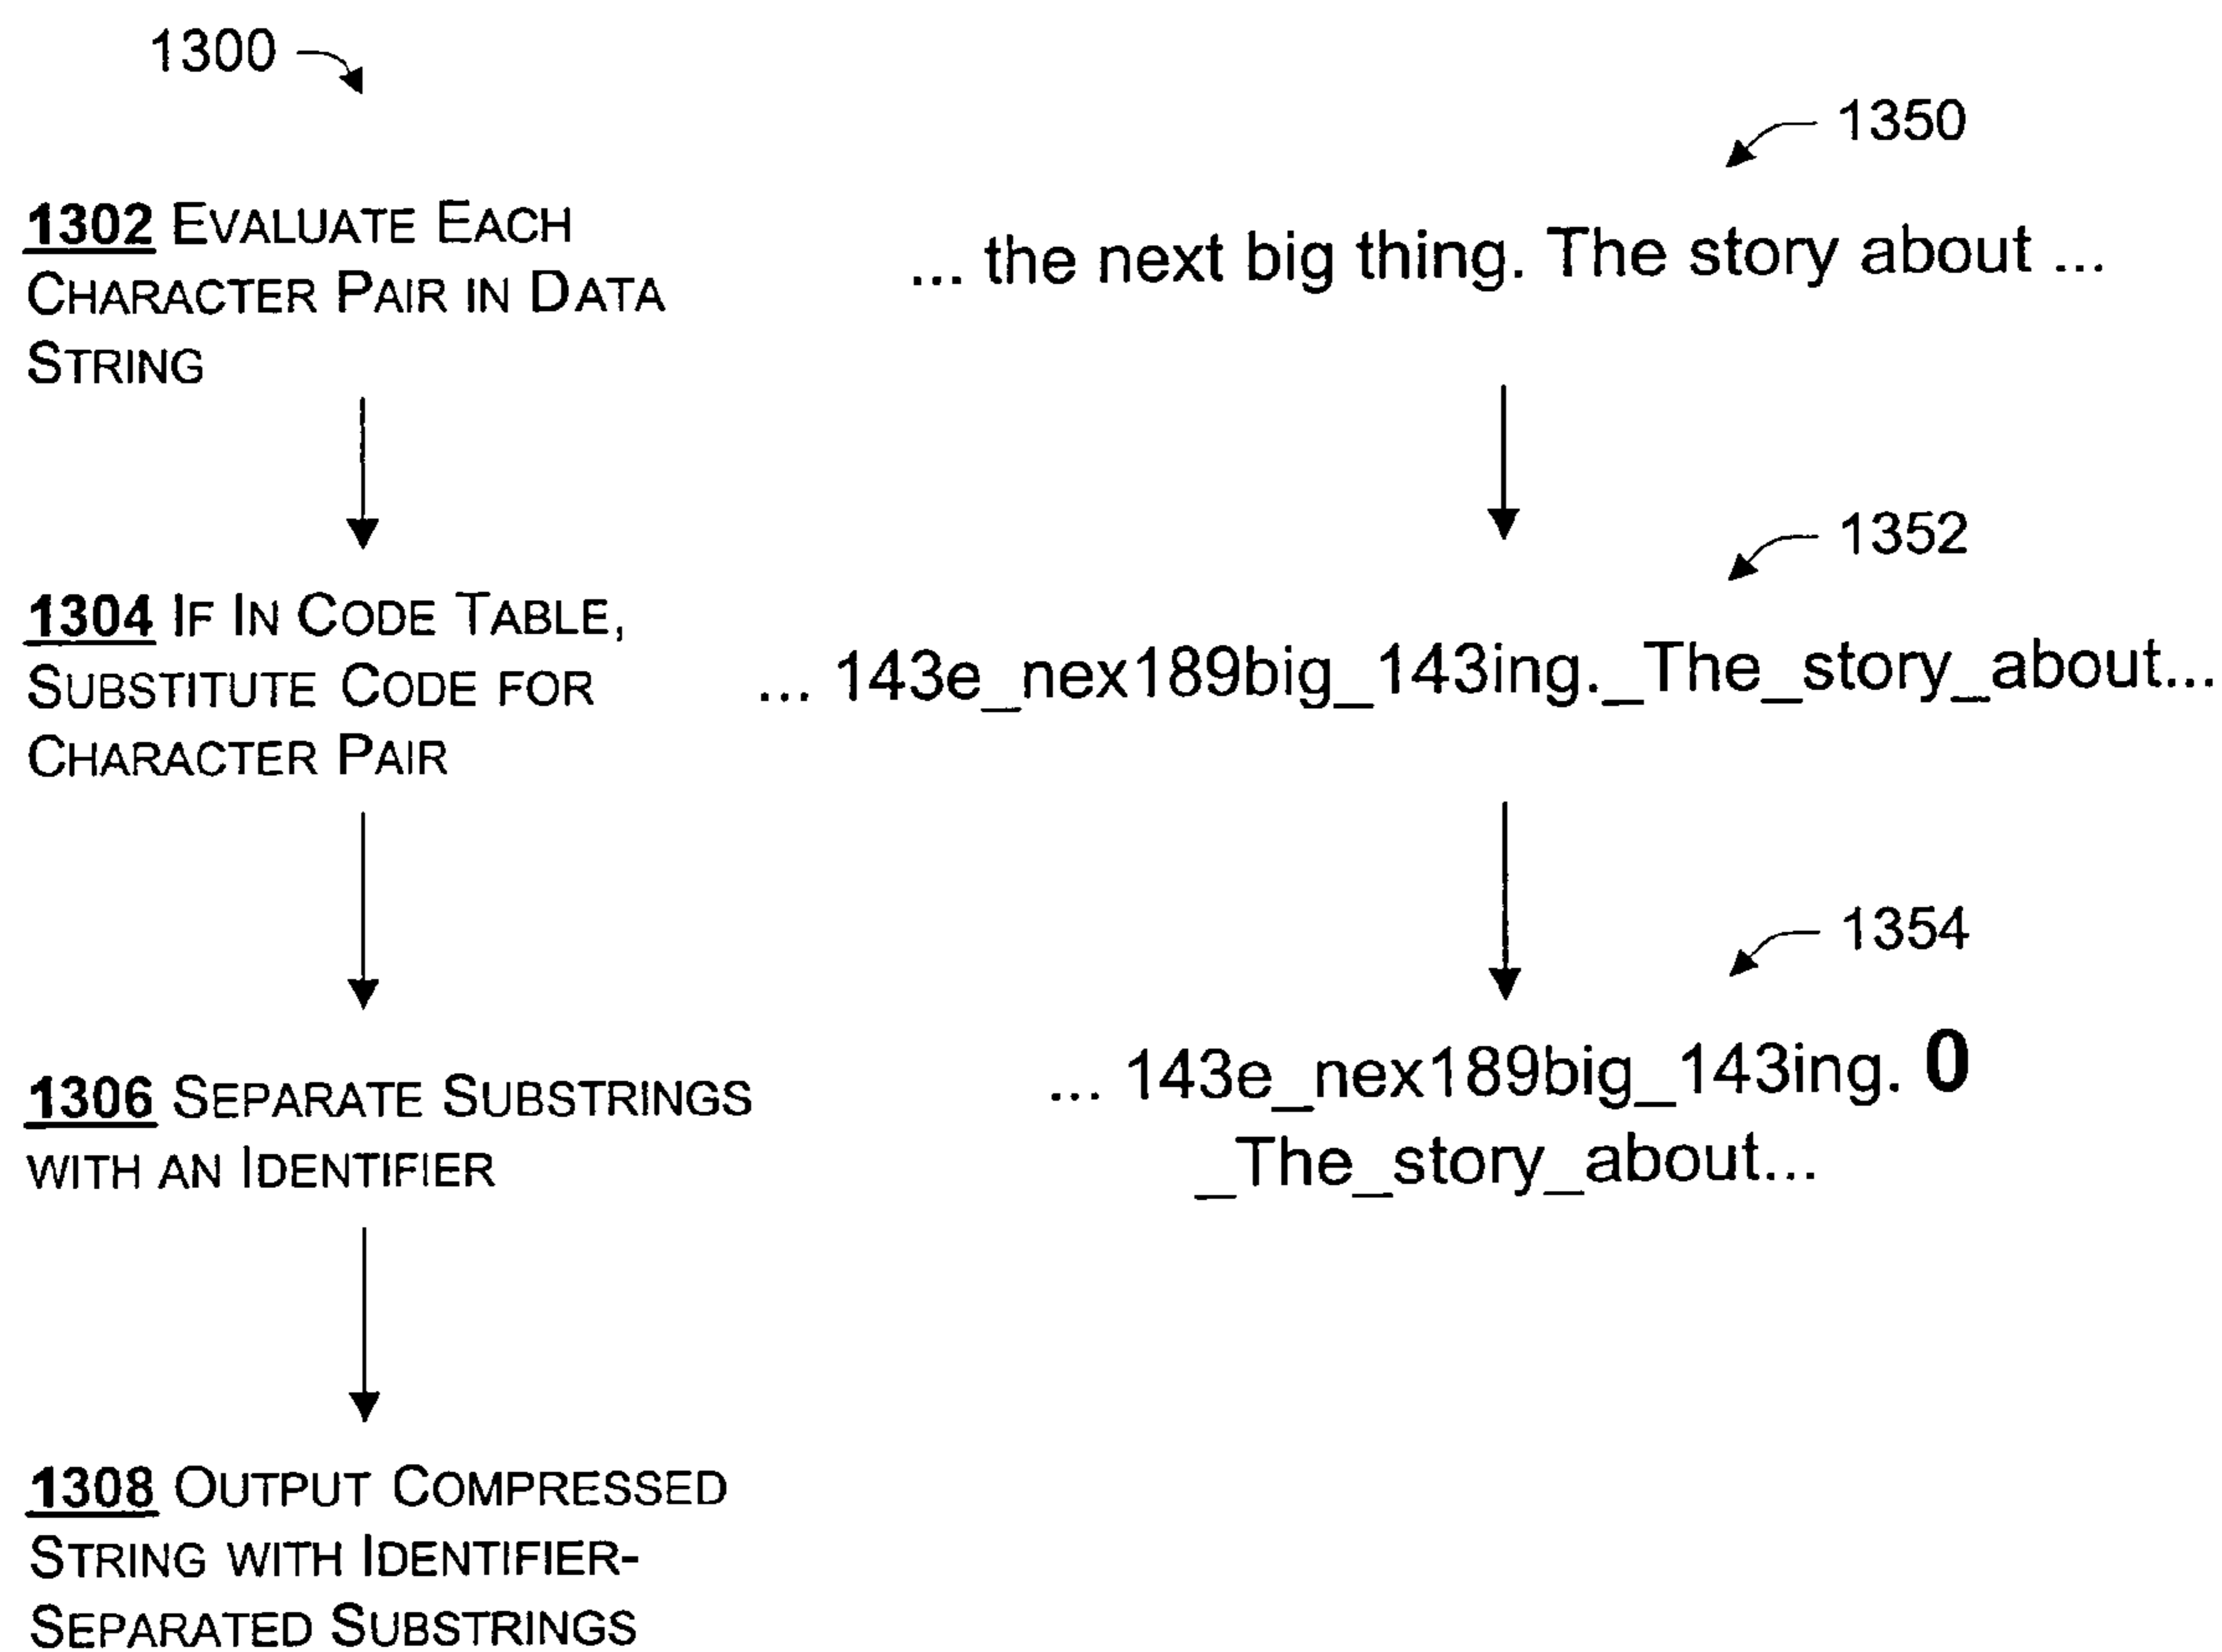 1300
1350
1302 EVALUATE EACH
CHARACTER PAIR IN DATA
STRING
... the next big thing. The story about ...
1352
1304 IF IN CODE TABLE,
SUBSTITUTE CODE FOR
CHARACTER PAIR
... 143e_nex189big_143ing._The_story_about...
1354
1306 SEPARATE SUBSTRINGS
WITH AN IDENTIFIER
... 143e_nex189big_143ing. 0
_The_story_about...
1308 OUTPUT COMPRESSED
STRING WITH IDENTIFIER-
SEPARATED SUBSTRINGS